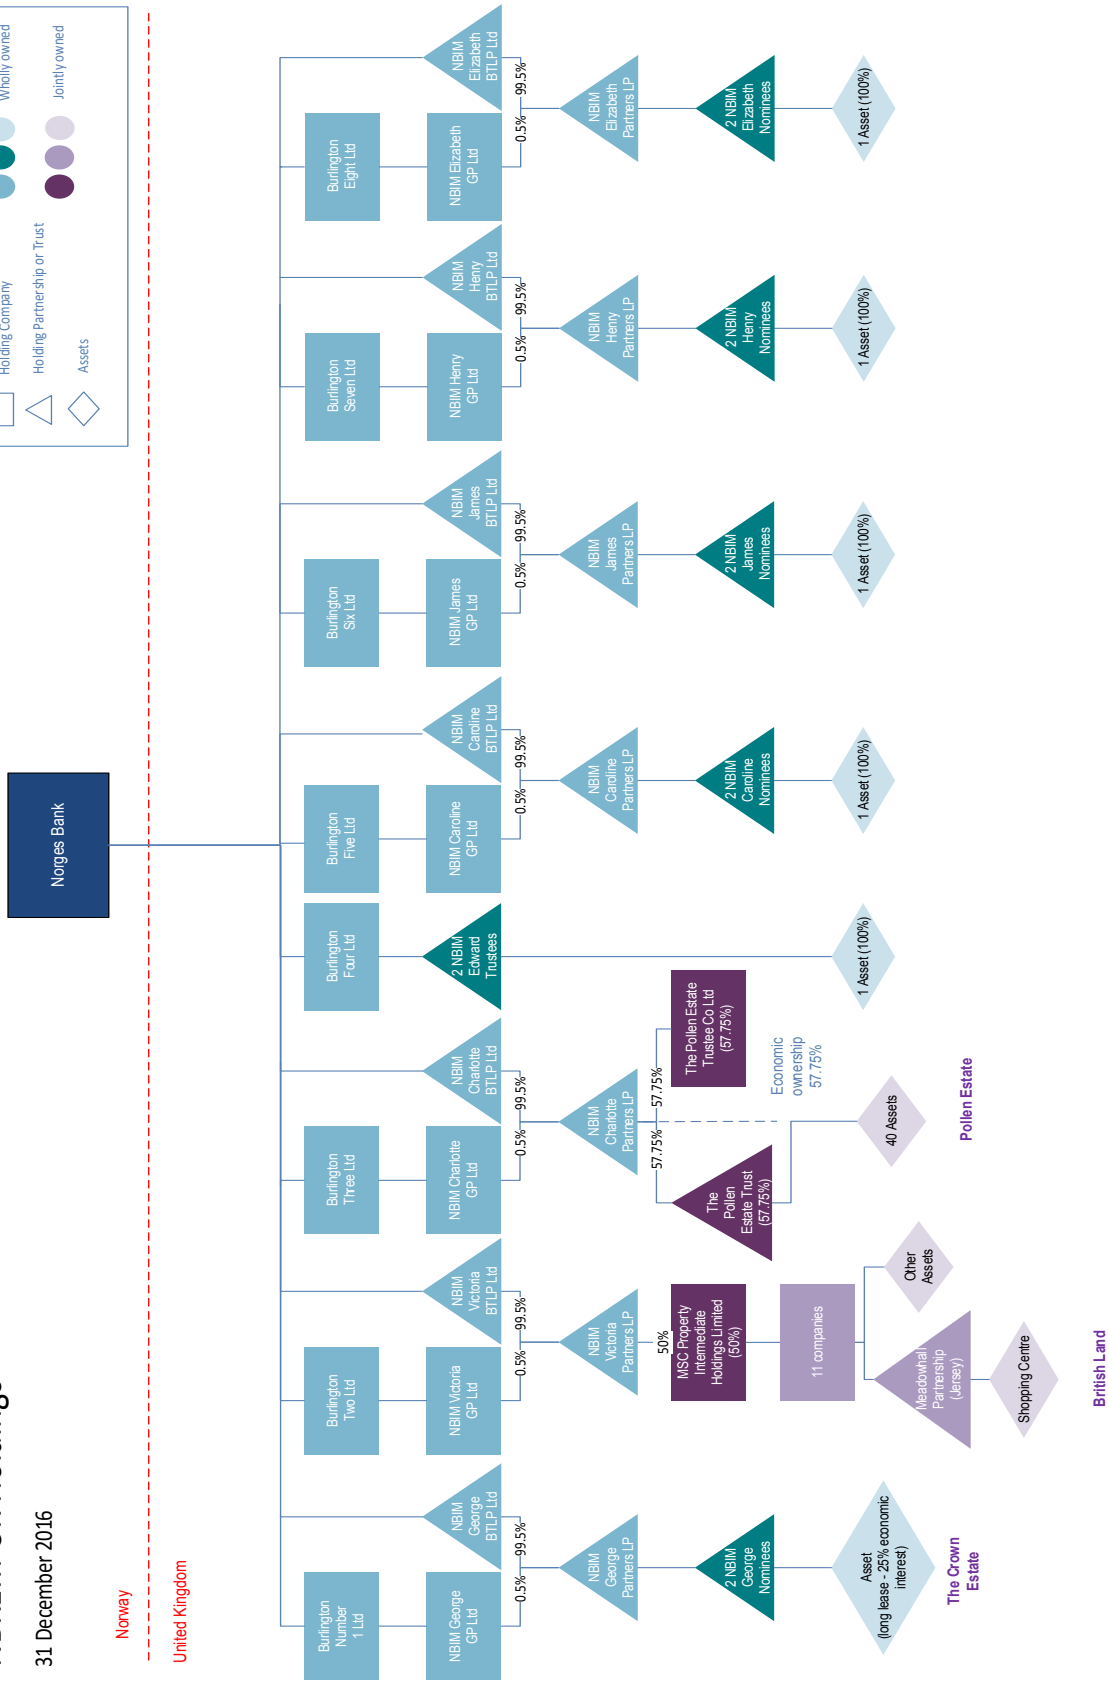 31 December 2016
Holding Company
Holding Partnership or Trust
Assets
Wholly owned
Jointly owned
Norges Bank
Norway
United Kingdom
Burlington
Number
1 Ltd
NBIM George
GP Ltd
NBIM
George
BTLP Ltd
0.5%
99.5%
NBIM
George
Partners LP
2 NBIM
George
Nominees
Asset
(long lease - 25% economic
interest)
The Crown
Estate
Burlington
Two Ltd
NBIM Victoria
GP Ltd
NBIM
Victoria
BTLP Ltd
0.5%
99.5%
NBIM
Victoria
Partners LP
50%
MSC Property
Intermediate
Holdings Limited
(50%)
11 companies
Meadowhall
Partnership
(Jersey)
Other
Assets
Shopping Centre
British Land
Burlington
Three Ltd
NBIM Charlotte
GP Ltd
NBIM
Charlotte
BTLP Ltd
0.5%
99.5%
NBIM
Charlotte
Partners LP
57.75%
57.75%
The
Pollen
Estate Trust
(57.75%)
The Pollen Estate
Trustee Co Ltd
(57.75%)
Economic
ownership
57.75%
40 Assets
Pollen Estate
Burlington
Four Ltd
2 NBIM
Edward
Trustees
1 Asset (100%)
Burlington
Five Ltd
NBIM Caroline
GP Ltd
NBIM
Caroline
BTLP Ltd
0.5%
99.5%
NBIM
Caroline
Partners LP
2 NBIM
Caroline
Nominees
1 Asset (100%)
Burlington
Six Ltd
NBIM James
GP Ltd
NBIM
James
BTLP Ltd
0.5%
99.5%
NBIM
James
Partners LP
2 NBIM
James
Nominees
1 Asset (100%)
Burlington
Seven Ltd
NBIM Henry
GP Ltd
NBIM
Henry
BTLP Ltd
0.5%
99.5%
NBIM
Henry
Partners LP
2 NBIM
Henry
Nominees
1 Asset (100%)
Burlington
Eight Ltd
NBIM Elizabeth
GP Ltd
NBIM
Elizabeth
BTLP Ltd
0.5%
99.5%
NBIM
Elizabeth
Partners LP
2 NBIM
Elizabeth
Nominees
1 Asset (100%)